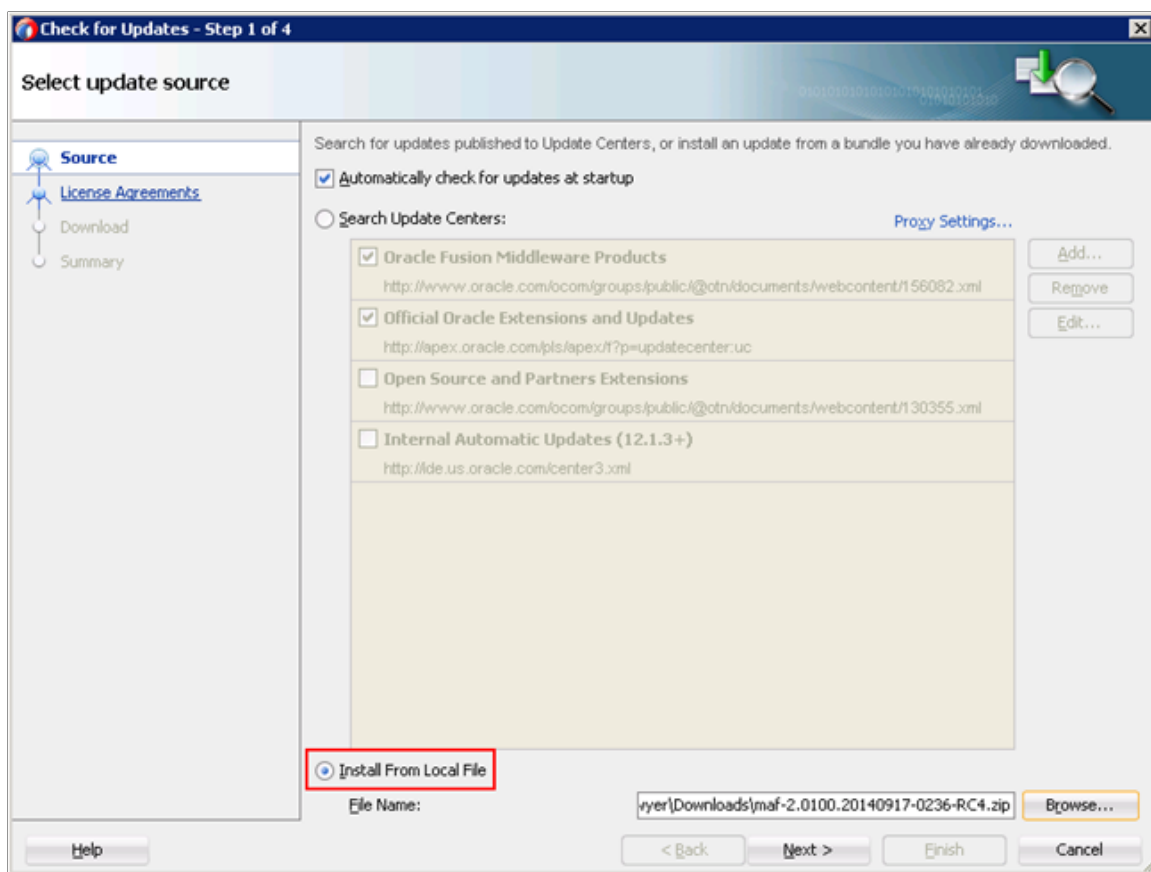 Check for Updates - Step 1 of 4
Select update source
Source
License Agreements
Download
Summary
Search for updates published to Update Centers, or install an update from a bundle you have already downloaded.
Automatically check for updates at startup
Search Update Centers:
Proxy Settings...
Oracle Fusion Middleware Products
http://www.oracle.com/ocom/groups/public/@otn/documents/webcontent/156082.xml
Official Oracle Extensions and Updates
http://apex.oracle.com/pls/apex/f?p=updatecenter:uc
Open Source and Partners Extensions
http://www.oracle.com/ocom/groups/public/@otn/documents/webcontent/130355.xml
Internal Automatic Updates (12.1.3+)
http://ide.us.oracle.com/center3.xml
Add...
Remove
Edit...
Install From Local File
File Name:
yer\Downloads\maf-2.0100.20140917-0236-RC4.zip
Browse...
Help
< Back
Next >
Finish
Cancel